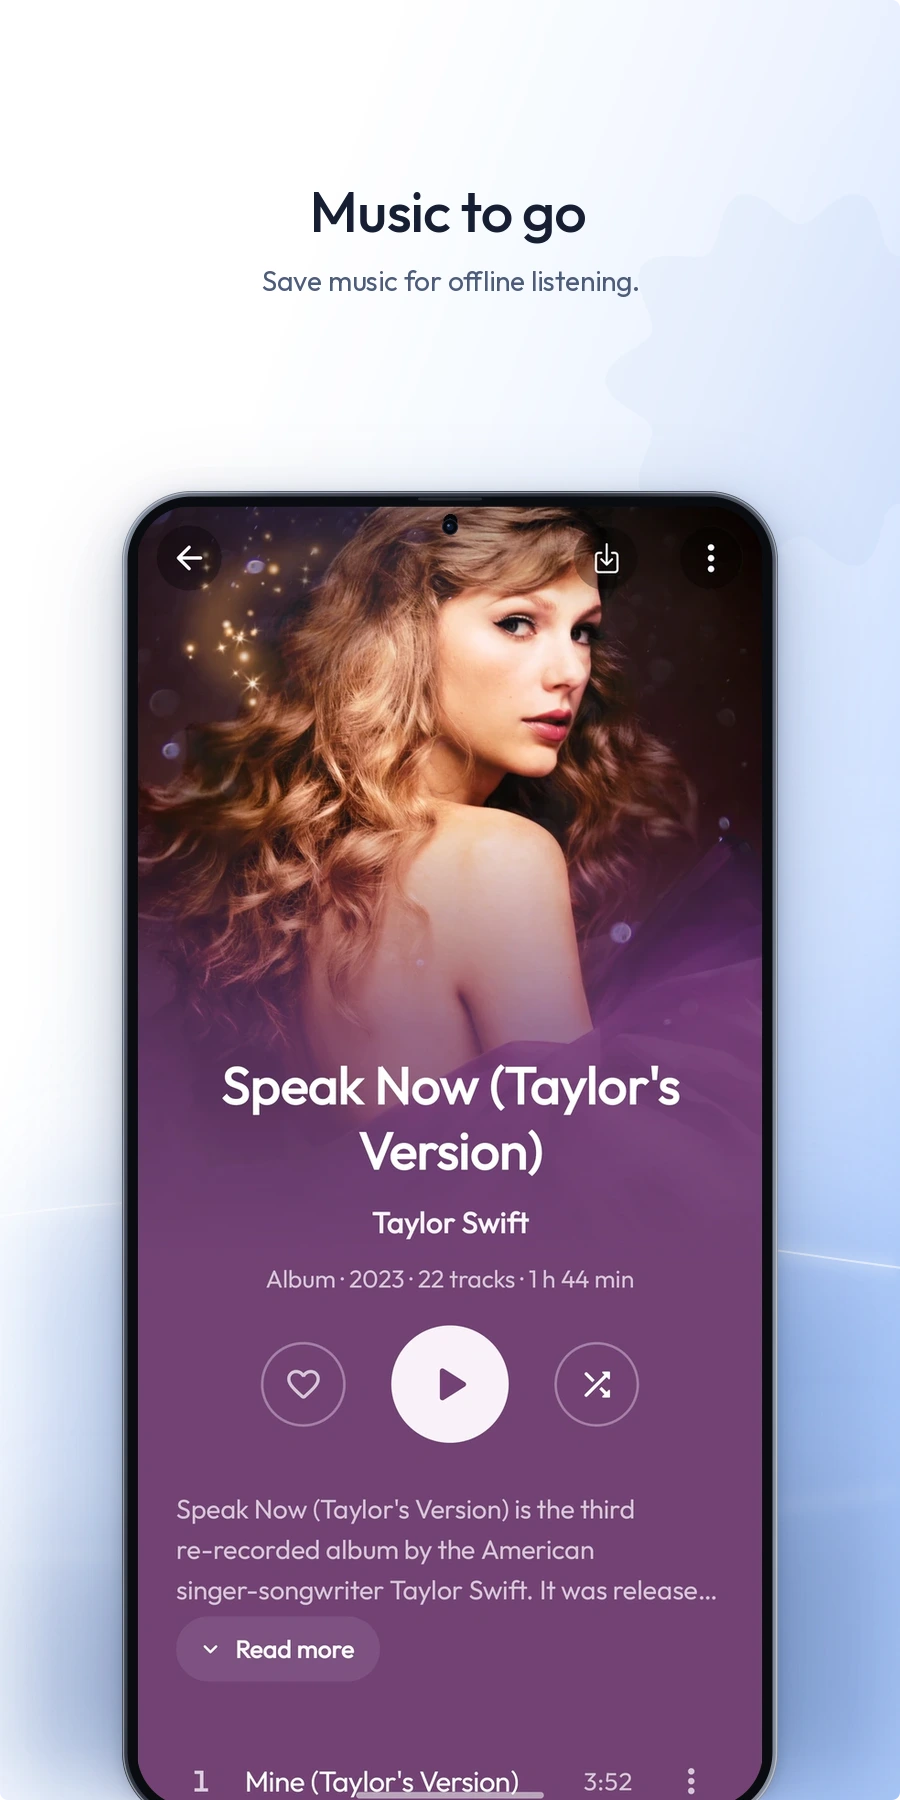 Music to go
Save music for offline listening.
Speak Now (Taylor's
Version)
Taylor Swift
Album · 2023 · 22 tracks · 1 h 44 min
Speak Now (Taylor's Version) is the third
re-recorded album by the American
singer-songwriter Taylor Swift. It was release...
Read more
1 Mine (Taylor's Version) 3:52